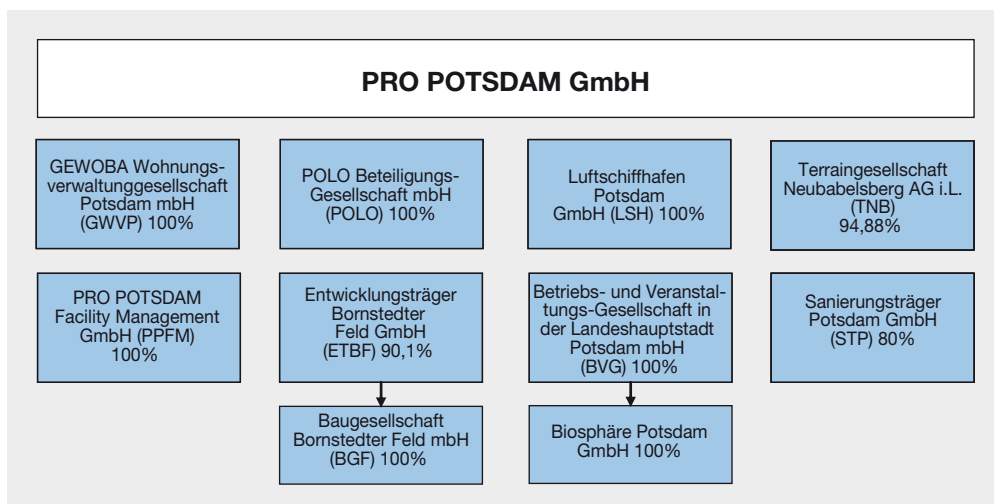 PRO POTSDAM GmbH
GEWOBA Wohnungs-
verwaltunggesellschaft
Potsdam mbH
(GWVP) 100%
POLO Beteiligungs-
Gesellschaft mbH
(POLO) 100%
Luftschiffhafen
Potsdam
GmbH (LSH) 100%
Terraingesellschaft
Neubabelsberg AG i.L.
(TNB)
94,88%
PRO POTSDAM
Facility Management
GmbH (PPFM)
100%
Entwicklungsträger
Bornstedter
Feld GmbH
(ETBF) 90,1%
Betriebs- und Veranstal-
tungs-Gesellschaft in
der Landeshauptstadt
Potsdam mbH
(BVG) 100%
Sanierungsträger
Potsdam GmbH
(STP) 80%
Baugesellschaft
Bornstedter Feld mbH
(BGF) 100%
Biosphäre Potsdam
GmbH 100%